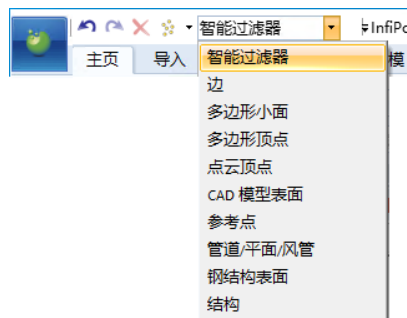 智能过滤器 InfiPo
主页 导入 智能过滤器 模
边
多边形小面
多边形顶点
点云顶点
CAD 模型表面
参考点
管道/平面/风管
钢结构表面
结构